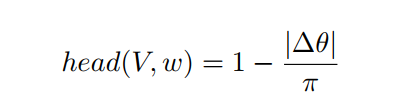 head(V, w) = 1 − |Δθ| / π